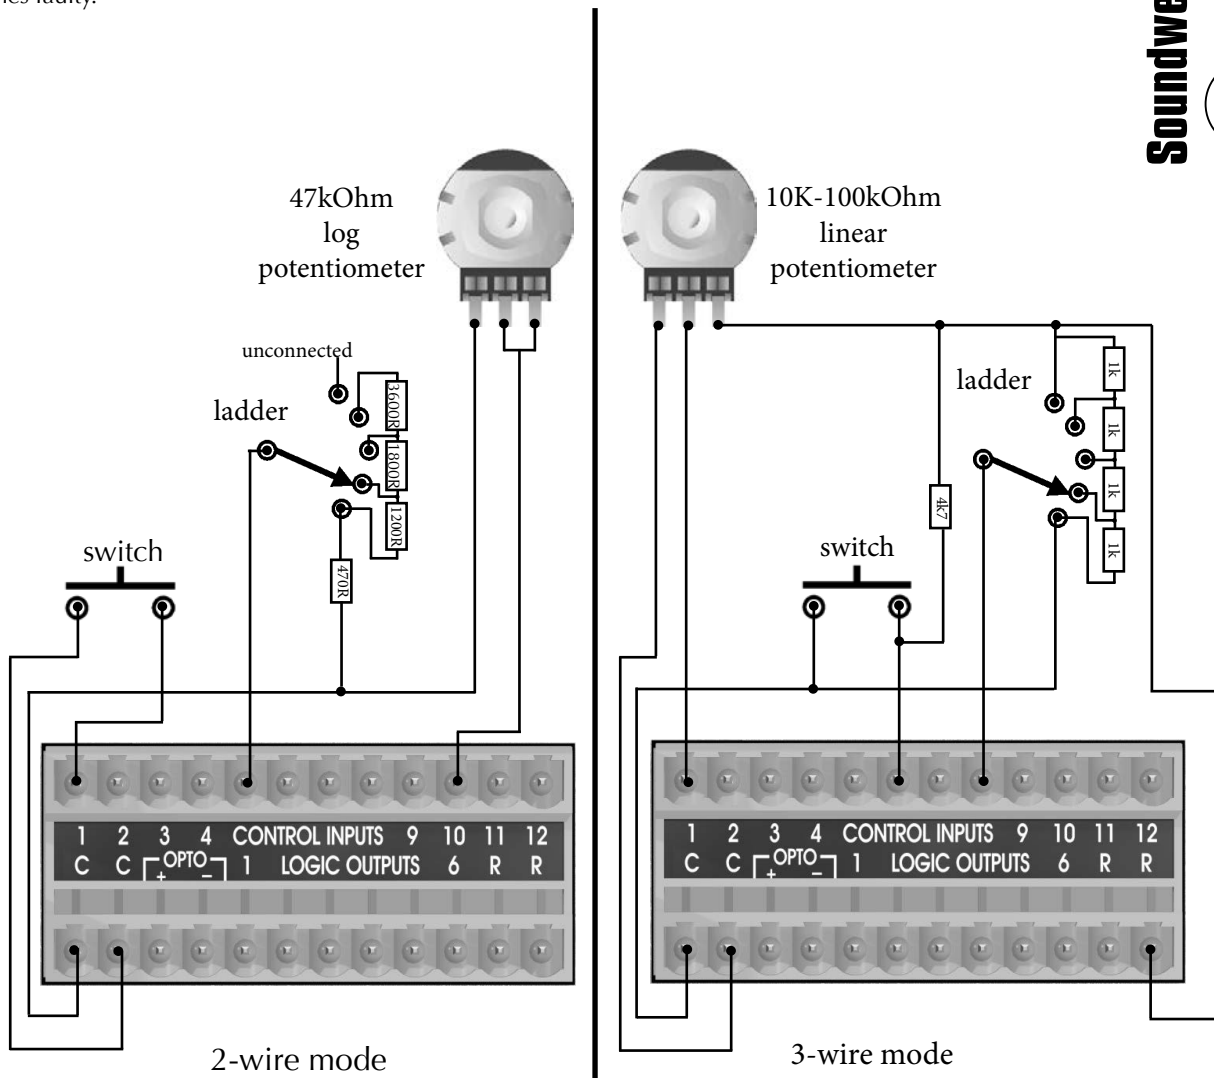 Soundwe
47kOhm
log
potentiometer
10K-100kOhm
linear
potentiometer
unconnected
ladder
3600R
1800R
1200R
470R
switch
ladder
1k
1k
1k
1k
4k7
switch
1 2 3 4 CONTROL INPUTS 9 10 11 12
C C OPTO 1 LOGIC OUTPUTS 6 R R
+ –
1 2 3 4 CONTROL INPUTS 9 10 11 12
C C OPTO 1 LOGIC OUTPUTS 6 R R
+ –
2-wire mode
3-wire mode